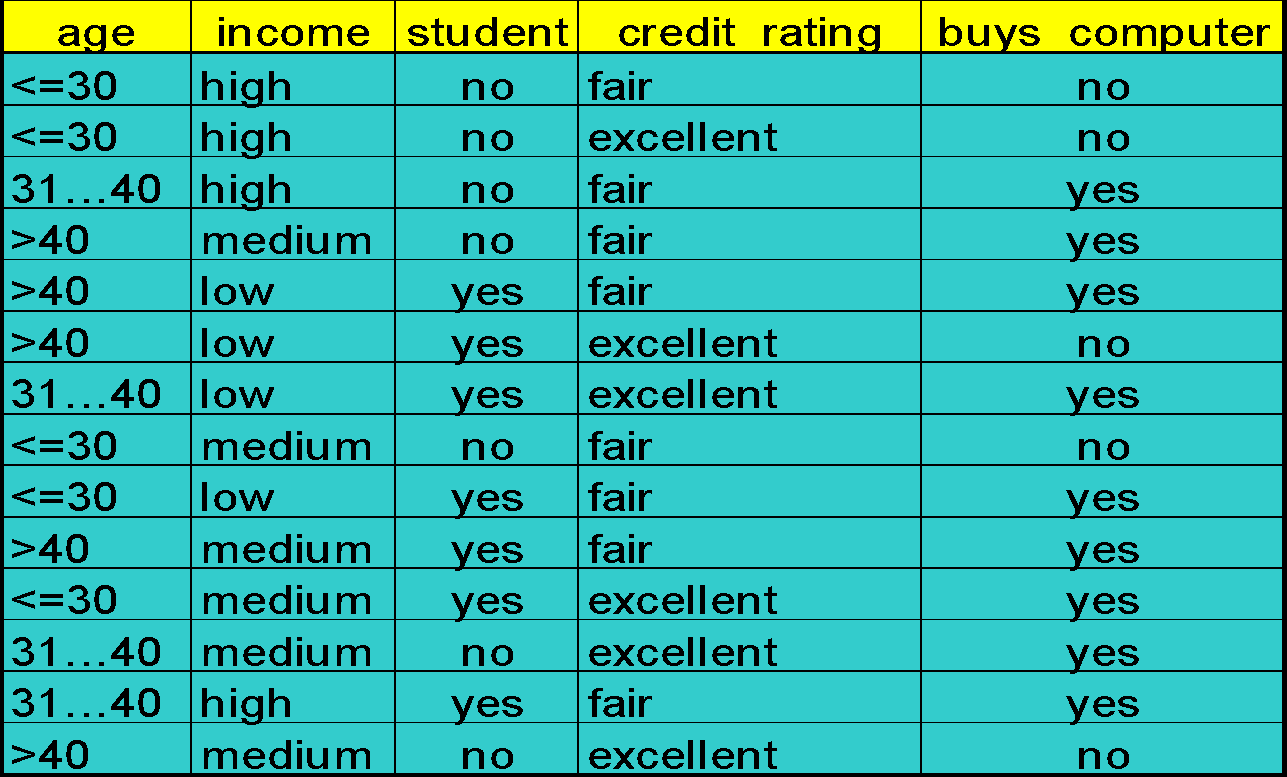 age income student credit rating buys computer
<=30 high no fair no
<=30 high no excellent no
31…40 high no fair yes
>40 medium no fair yes
>40 low yes fair yes
>40 low yes excellent no
31…40 low yes excellent yes
<=30 medium no fair no
<=30 low yes fair yes
>40 medium yes fair yes
<=30 medium yes excellent yes
31…40 medium no excellent yes
31…40 high yes fair yes
>40 medium no excellent no